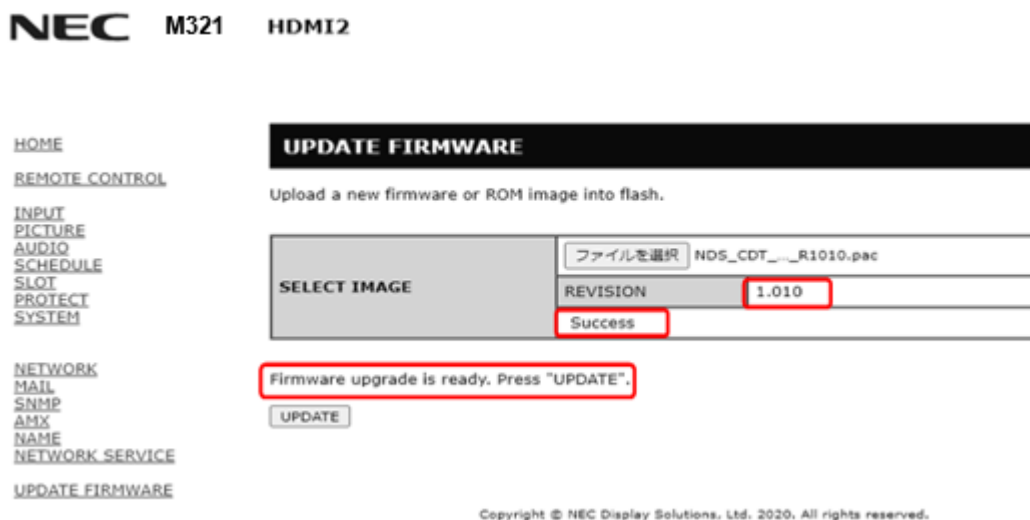 NEC M321 HDMI2
HOME
REMOTE CONTROL
INPUT
PICTURE
AUDIO
SCHEDULE
SLOT
PROTECT
SYSTEM
NETWORK
MAIL
SNMP
AMX
NAME
NETWORK SERVICE
UPDATE FIRMWARE
UPDATE FIRMWARE
Upload a new firmware or ROM image into flash.
SELECT IMAGE
ファイルを選択 NDS_CDT_..._R1010.pac
REVISION 1.010
Success
Firmware upgrade is ready. Press "UPDATE".
UPDATE
Copyright © NEC Display Solutions, Ltd. 2020. All rights reserved.